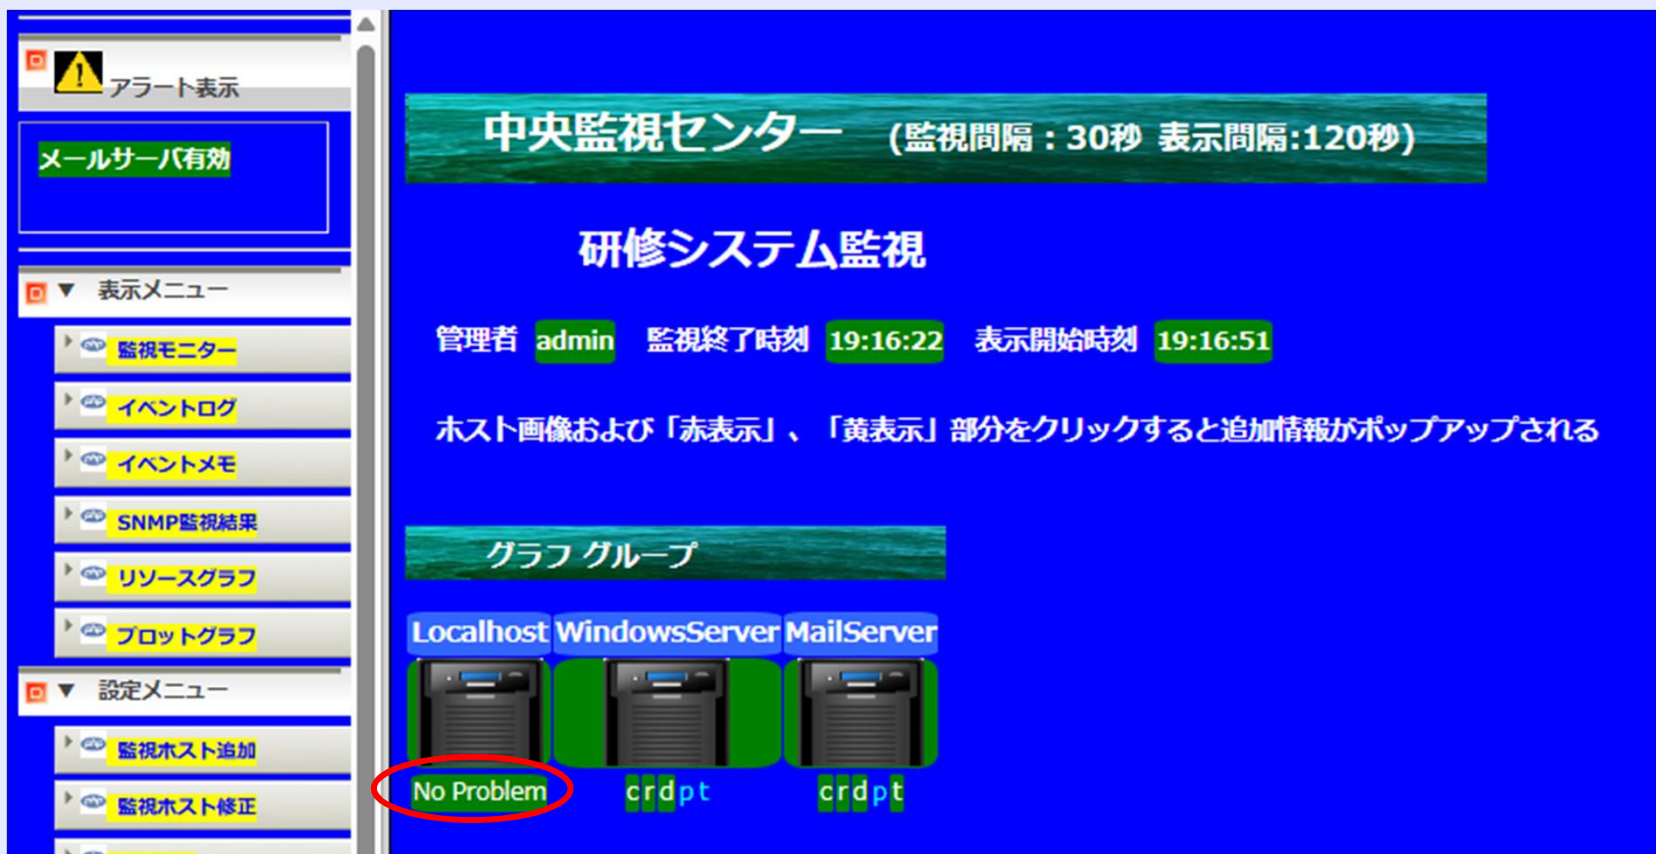 アラート表示
メールサーバ有効
▼ 表示メニュー
監視モニター
イベントログ
イベントメモ
SNMP監視結果
リソースグラフ
プロットグラフ
▼ 設定メニュー
監視ホスト追加
監視ホスト修正
中央監視センター (監視間隔：30秒 表示間隔:120秒)
研修システム監視
管理者 admin 監視終了時刻 19:16:22 表示開始時刻 19:16:51
ホスト画像および「赤表示」、「黄表示」部分をクリックすると追加情報がポップアップされる
グラフ グループ
Localhost WindowsServer MailServer
No Problem crdpt crdpt